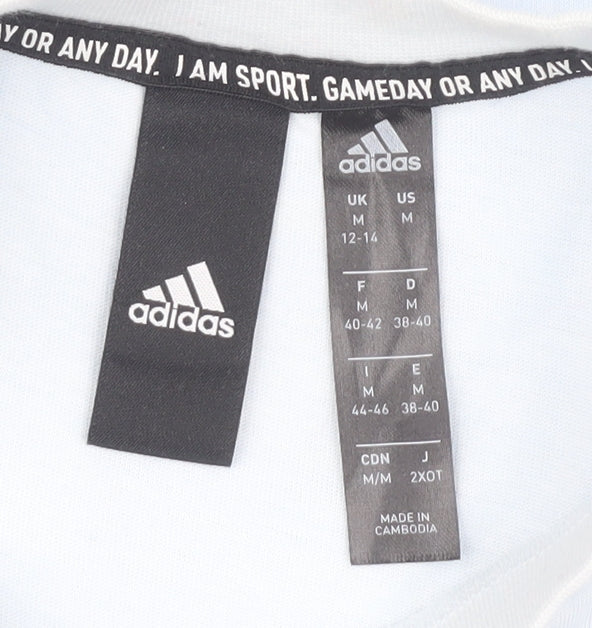 OR ANY DAY. I AM SPORT. GAMEDAY OR ANY DAY. I
adidas
adidas
UK US
M M
12-14
F D
M M
40-42 38-40
I E
M M
44-46 38-40
CDN J
M/M 2XOT
MADE IN
CAMBODIA